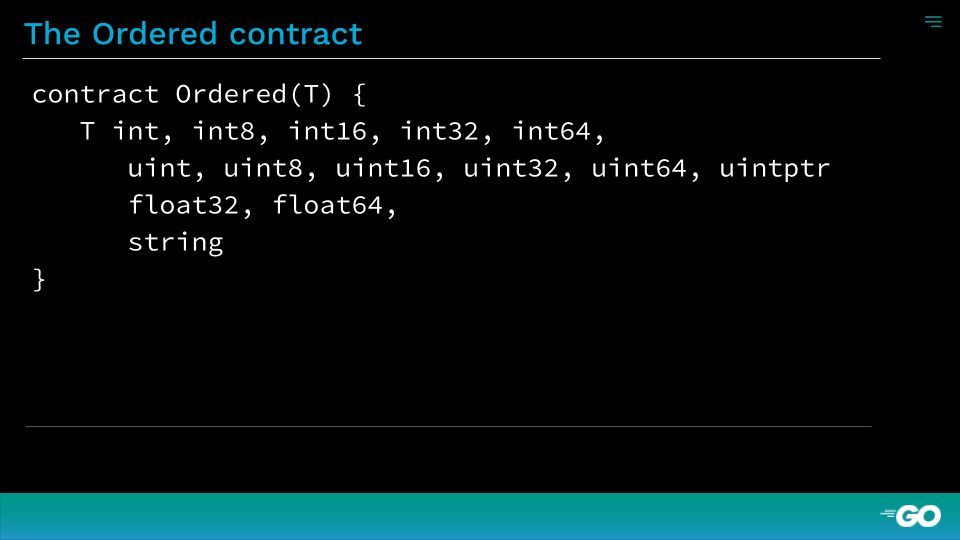 The Ordered contract
contract Ordered(T) {
   T int, int8, int16, int32, int64,
      uint, uint8, uint16, uint32, uint64, uintptr
      float32, float64,
      string
}
GO